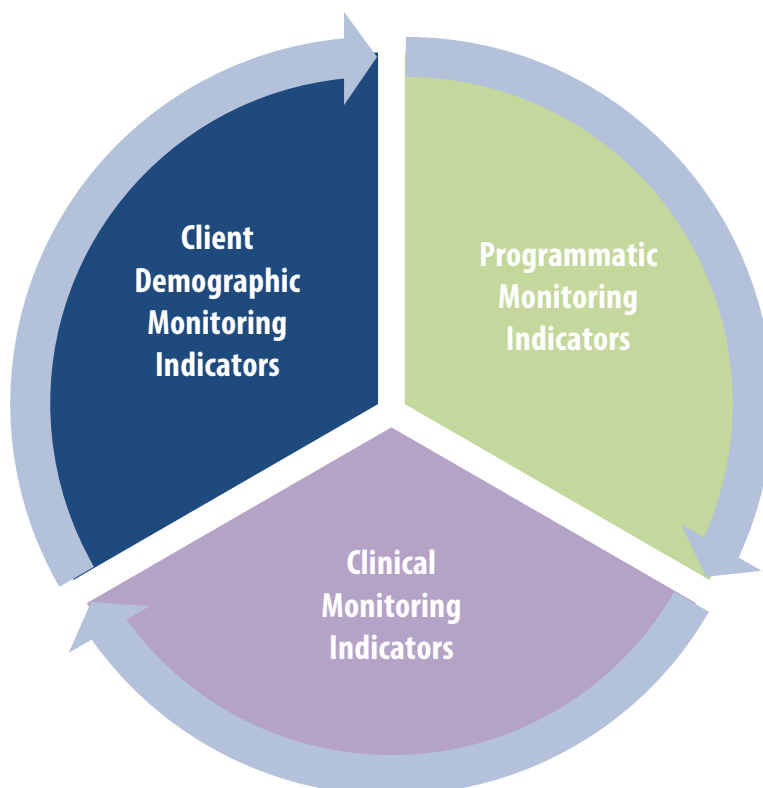 Client
Demographic
Monitoring
Indicators
Programmatic
Monitoring
Indicators
Clinical
Monitoring
Indicators